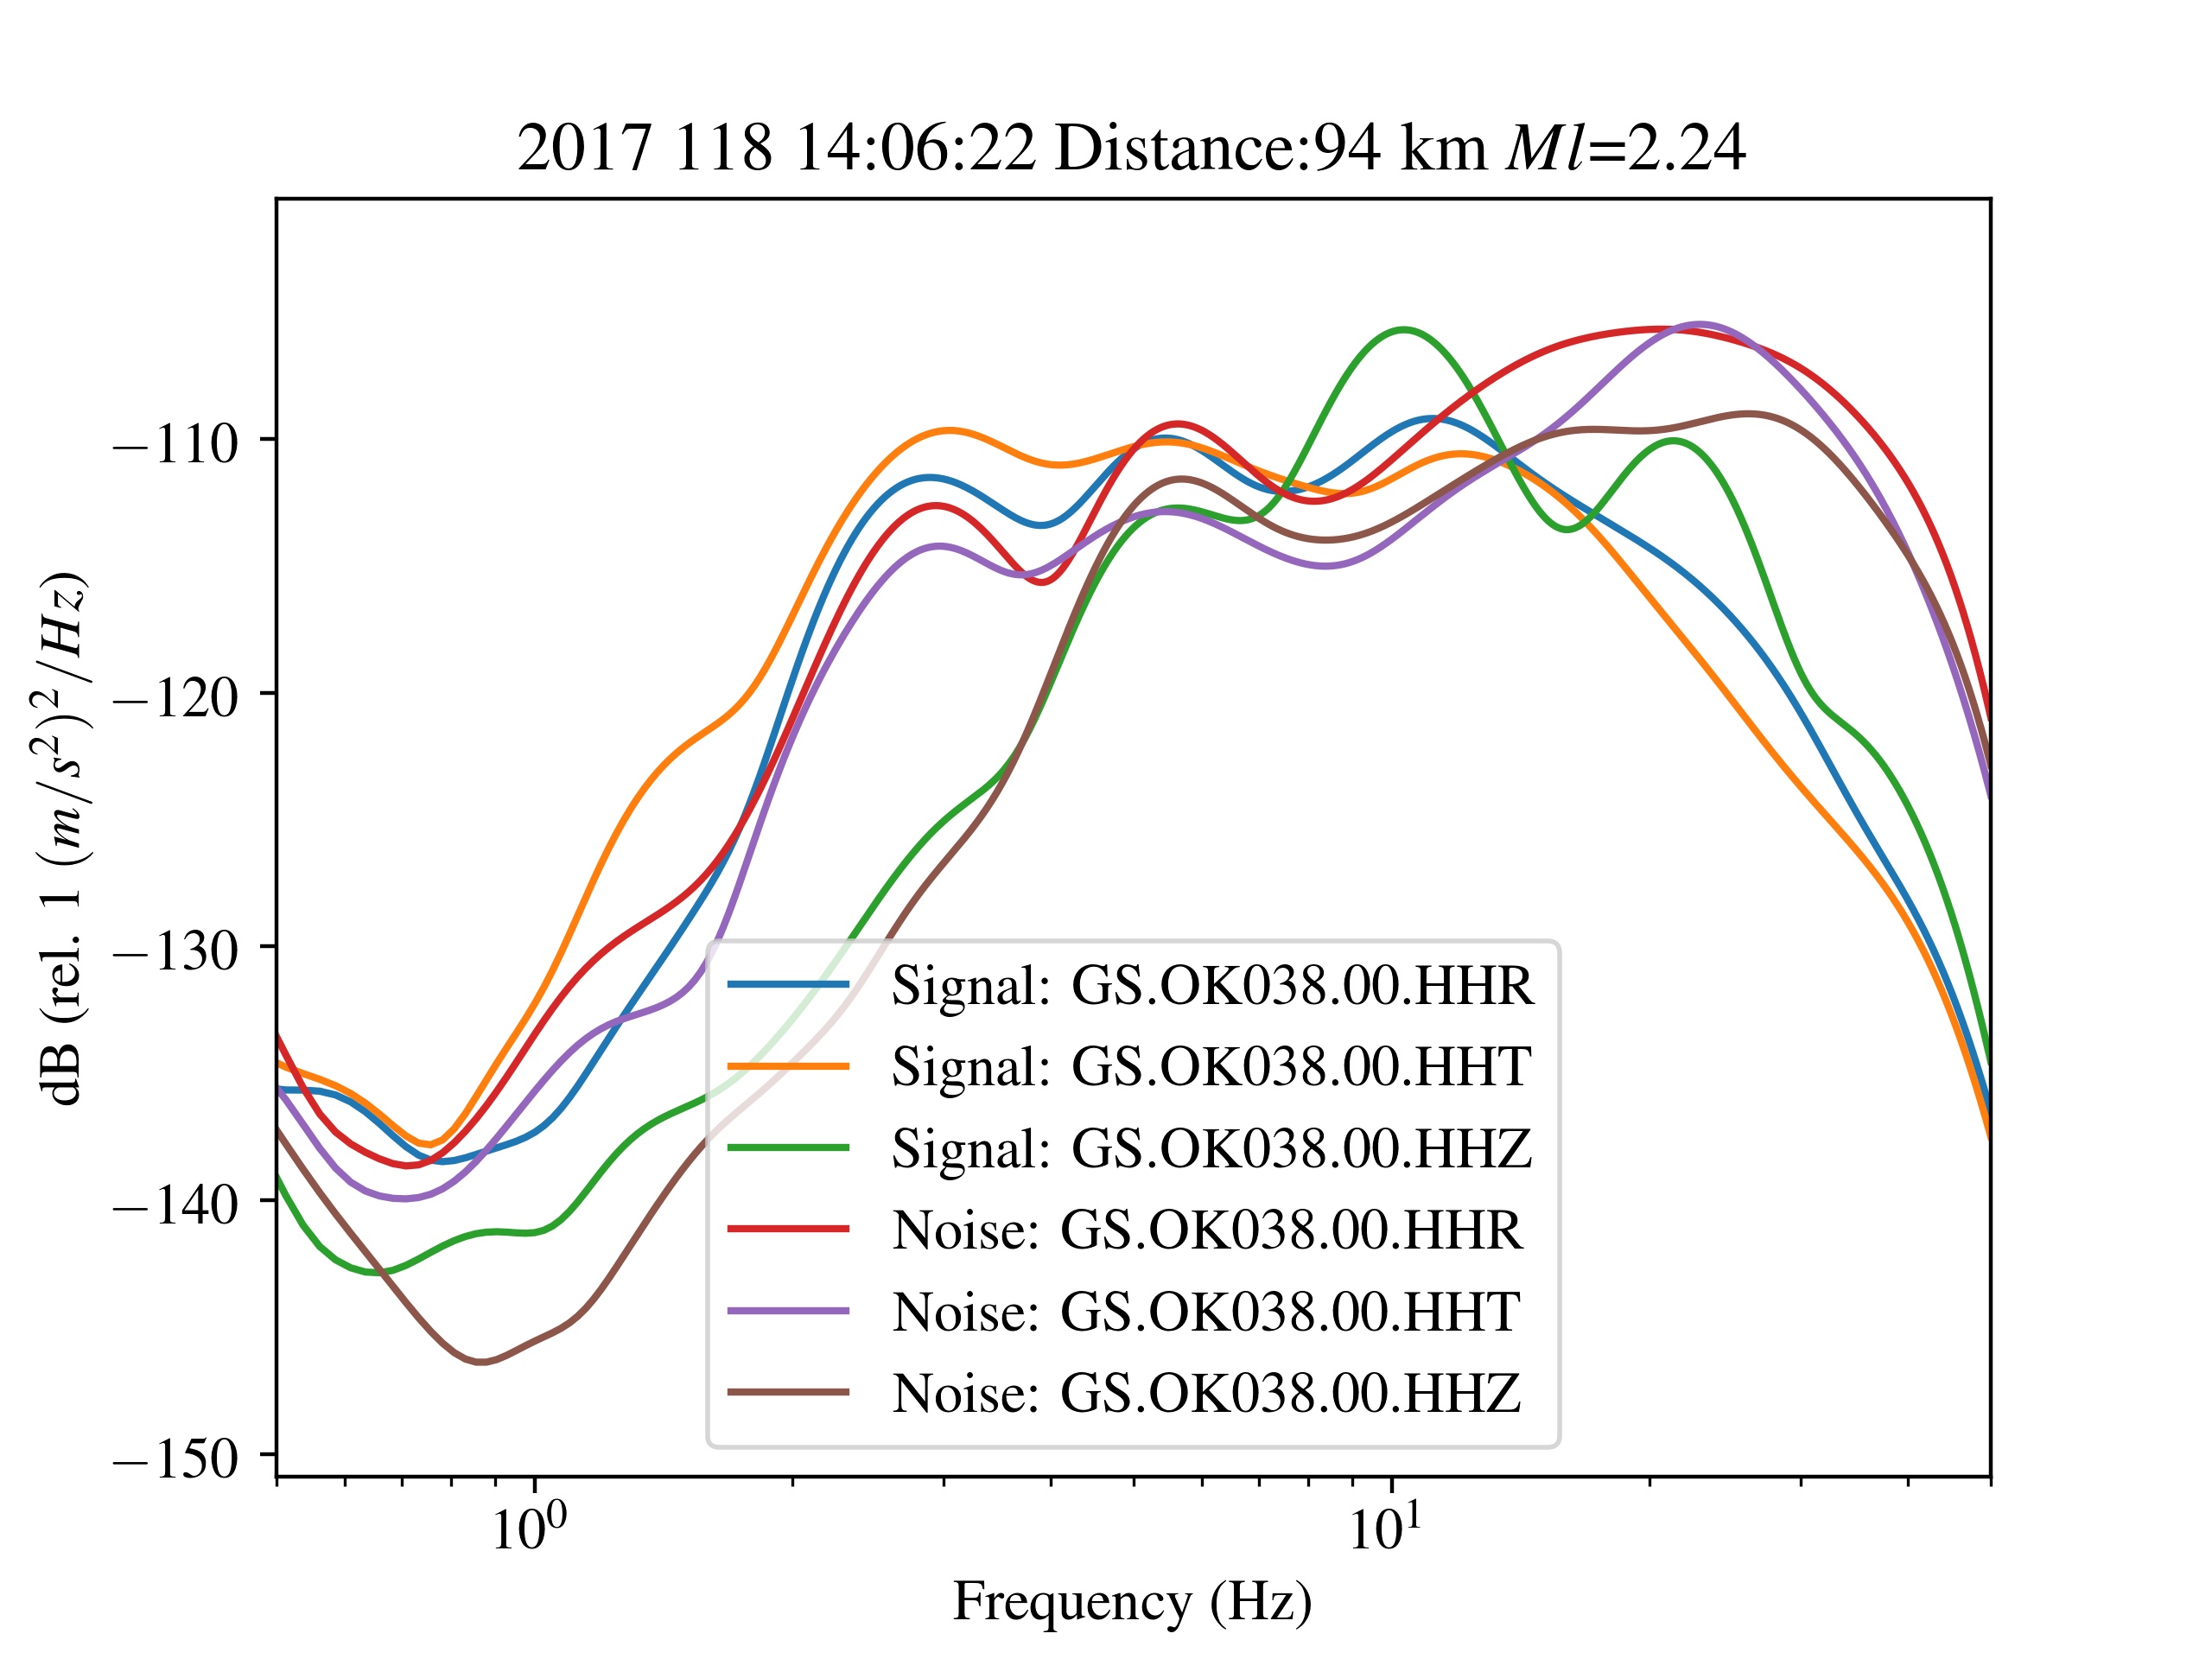 2017 118 14:06:22 Distance:94 km Ml=2.24
dB (rel. 1 (m/s²)²/Hz)
−110
−120
−130
−140
−150
Signal: GS.OK038.00.HHR
Signal: GS.OK038.00.HHT
Signal: GS.OK038.00.HHZ
Noise: GS.OK038.00.HHR
Noise: GS.OK038.00.HHT
Noise: GS.OK038.00.HHZ
10⁰ 10¹
Frequency (Hz)